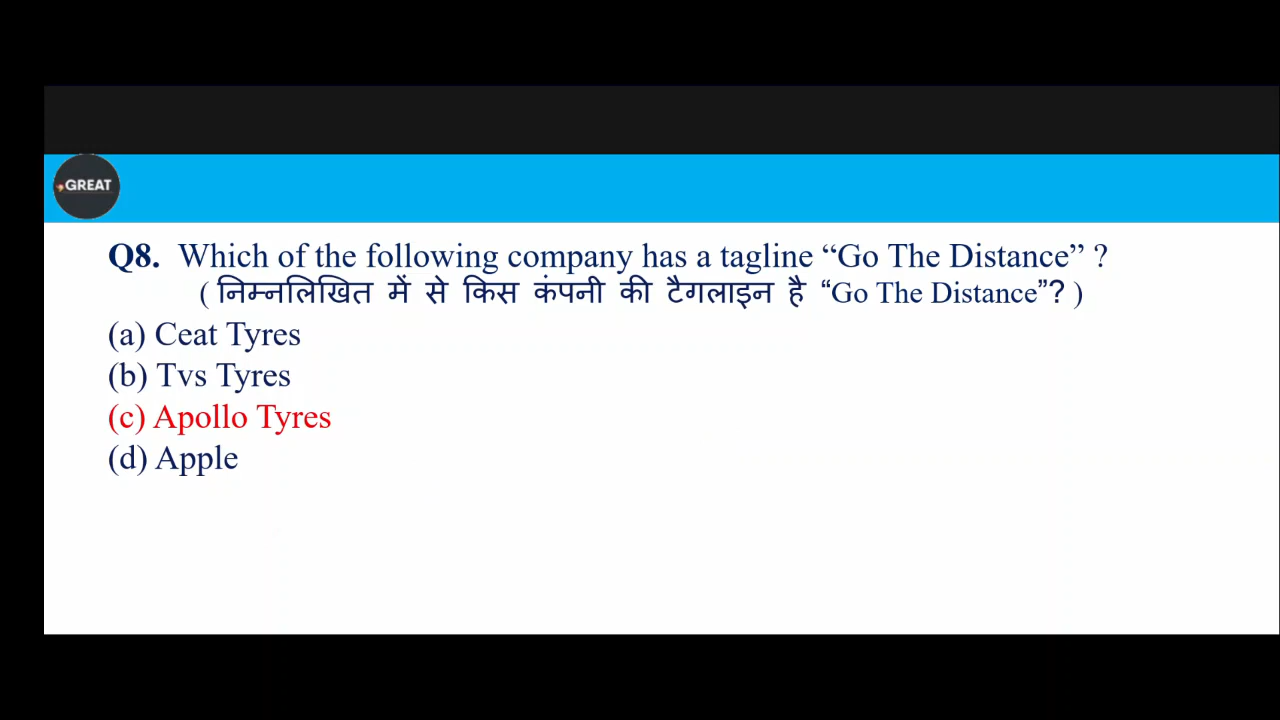 GREAT
Q8. Which of the following company has a tagline “Go The Distance” ?
( निम्नलिखित में से किस कंपनी की टैगलाइन है “Go The Distance”? )
(a) Ceat Tyres
(b) Tvs Tyres
(c) Apollo Tyres
(d) Apple